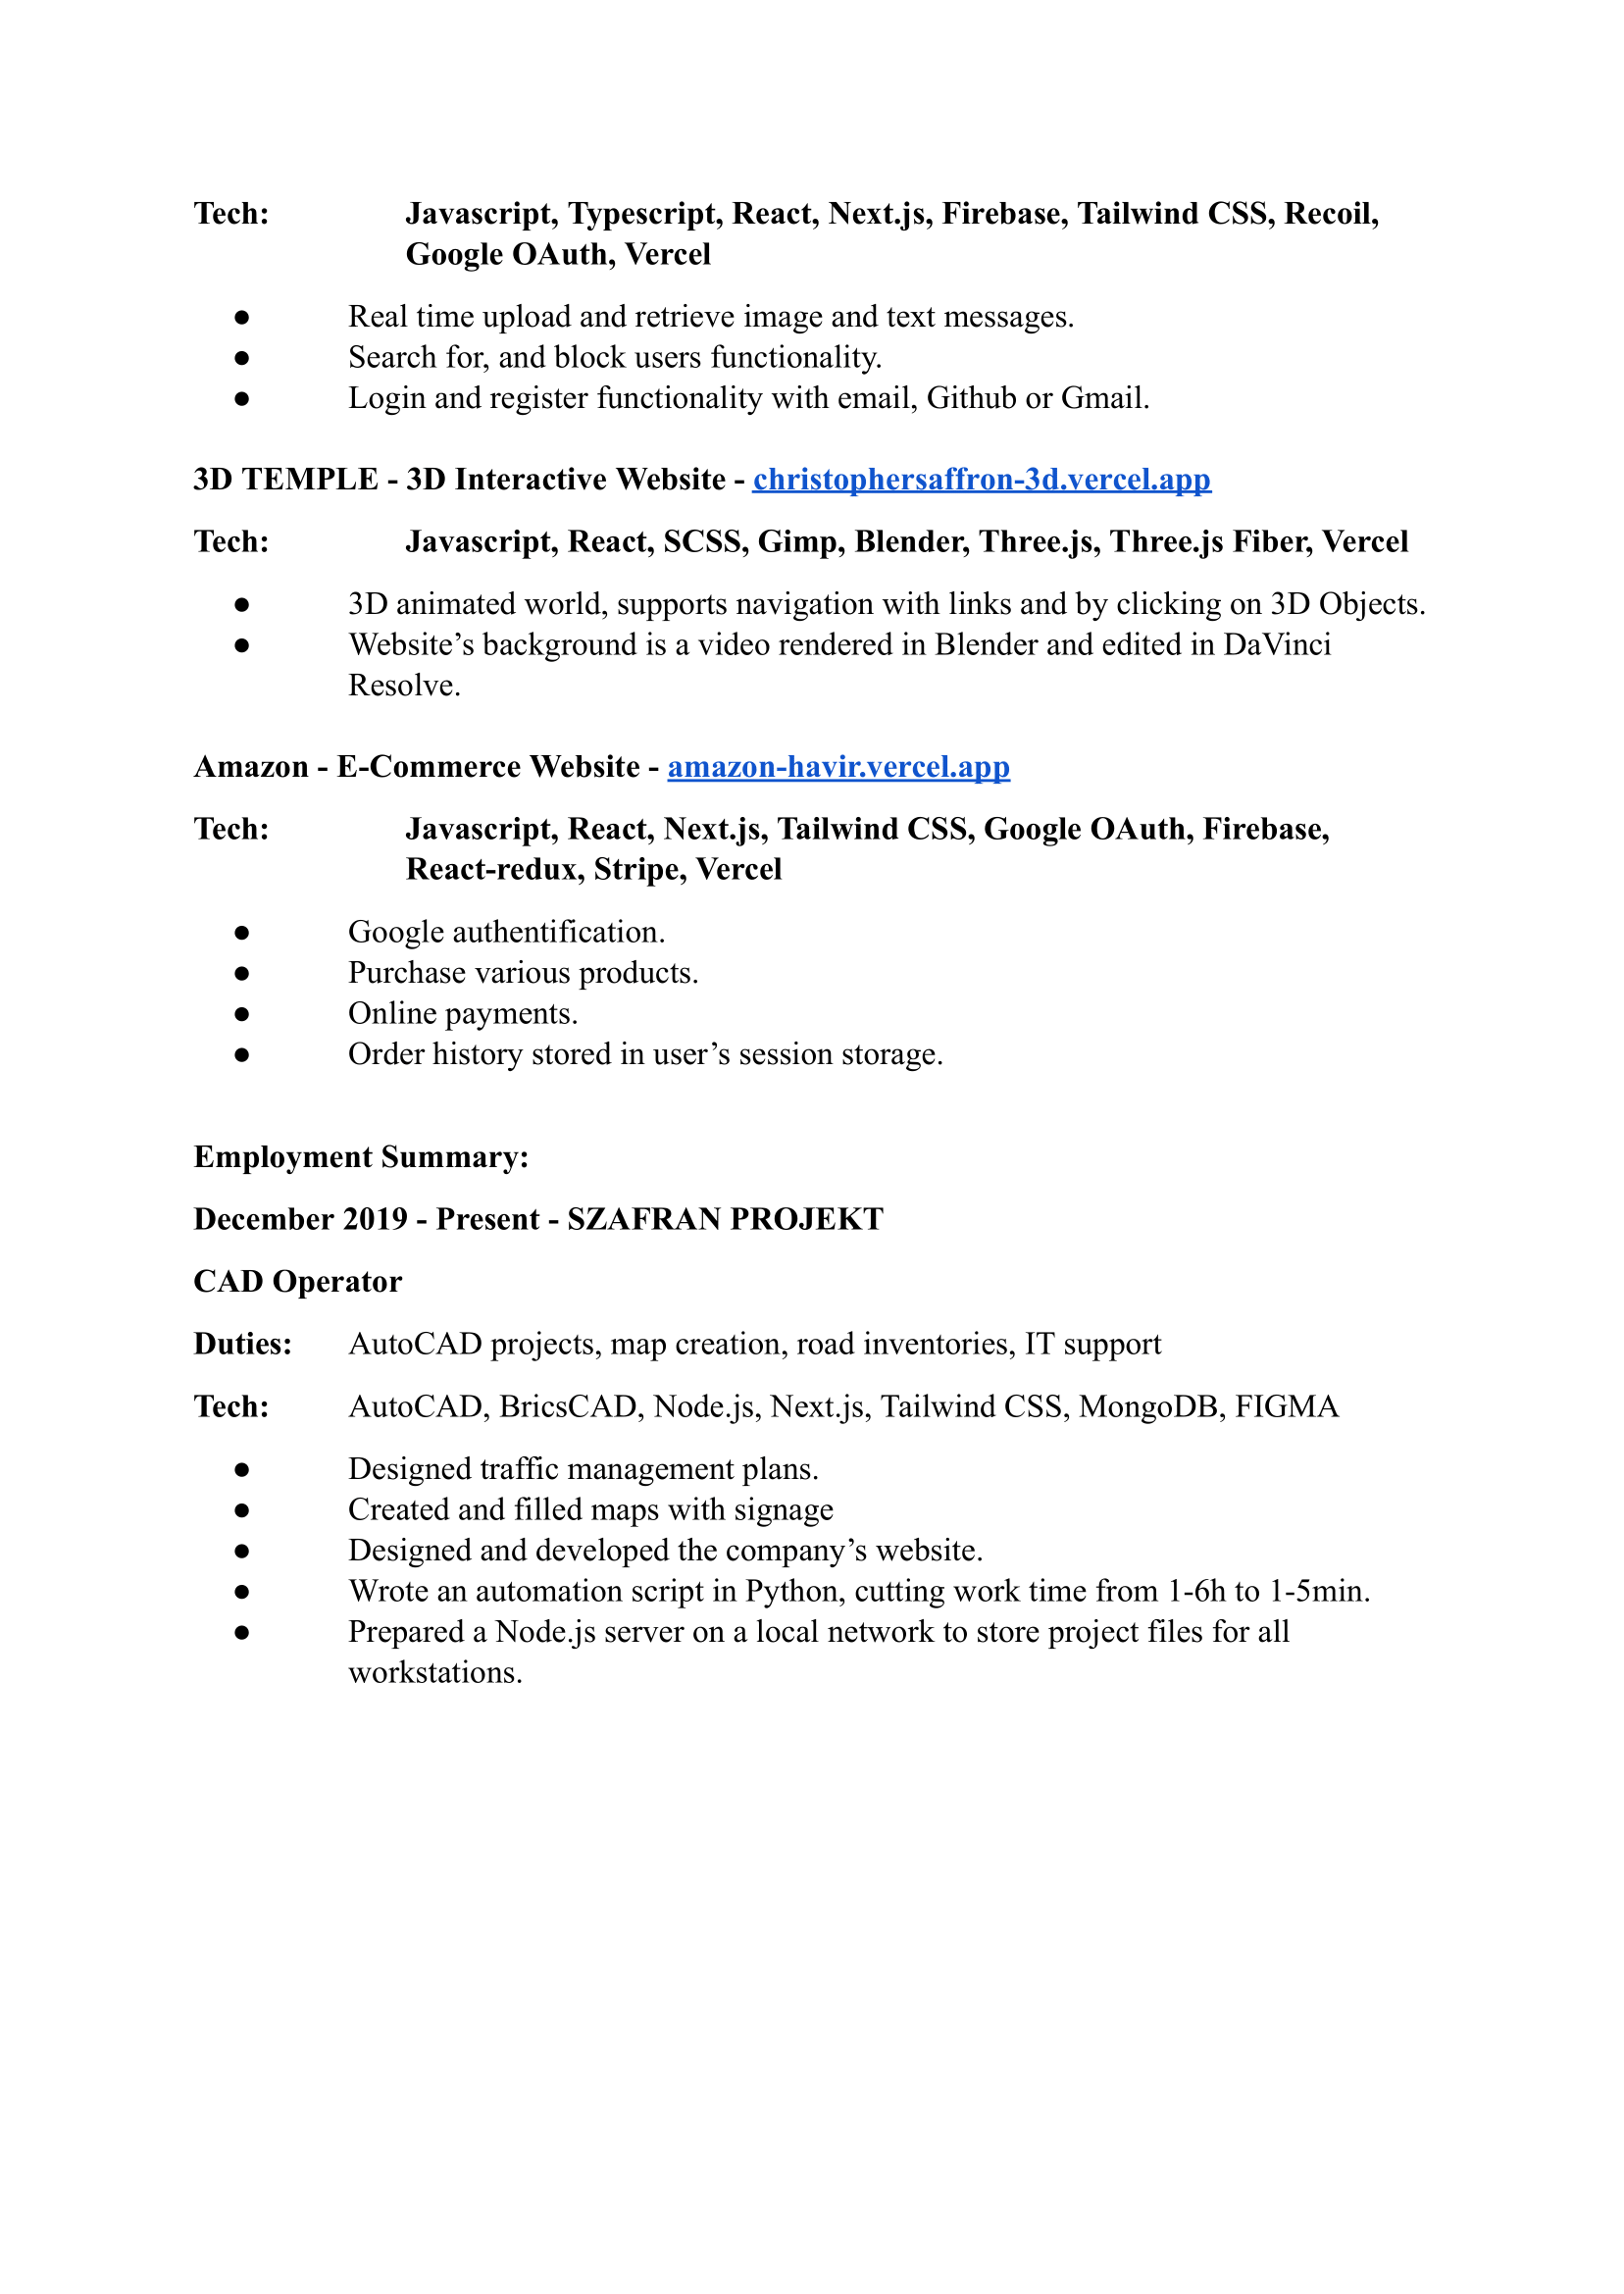 Tech: Javascript, Typescript, React, Next.js, Firebase, Tailwind CSS, Recoil,
Google OAuth, Vercel
● Real time upload and retrieve image and text messages.
● Search for, and block users functionality.
● Login and register functionality with email, Github or Gmail.
3D TEMPLE - 3D Interactive Website - christophersaffron-3d.vercel.app
Tech: Javascript, React, SCSS, Gimp, Blender, Three.js, Three.js Fiber, Vercel
● 3D animated world, supports navigation with links and by clicking on 3D Objects.
● Website’s background is a video rendered in Blender and edited in DaVinci
Resolve.
Amazon - E-Commerce Website - amazon-havir.vercel.app
Tech: Javascript, React, Next.js, Tailwind CSS, Google OAuth, Firebase,
React-redux, Stripe, Vercel
● Google authentification.
● Purchase various products.
● Online payments.
● Order history stored in user’s session storage.
Employment Summary:
December 2019 - Present - SZAFRAN PROJEKT
CAD Operator
Duties: AutoCAD projects, map creation, road inventories, IT support
Tech: AutoCAD, BricsCAD, Node.js, Next.js, Tailwind CSS, MongoDB, FIGMA
● Designed traffic management plans.
● Created and filled maps with signage
● Designed and developed the company’s website.
● Wrote an automation script in Python, cutting work time from 1-6h to 1-5min.
● Prepared a Node.js server on a local network to store project files for all
workstations.